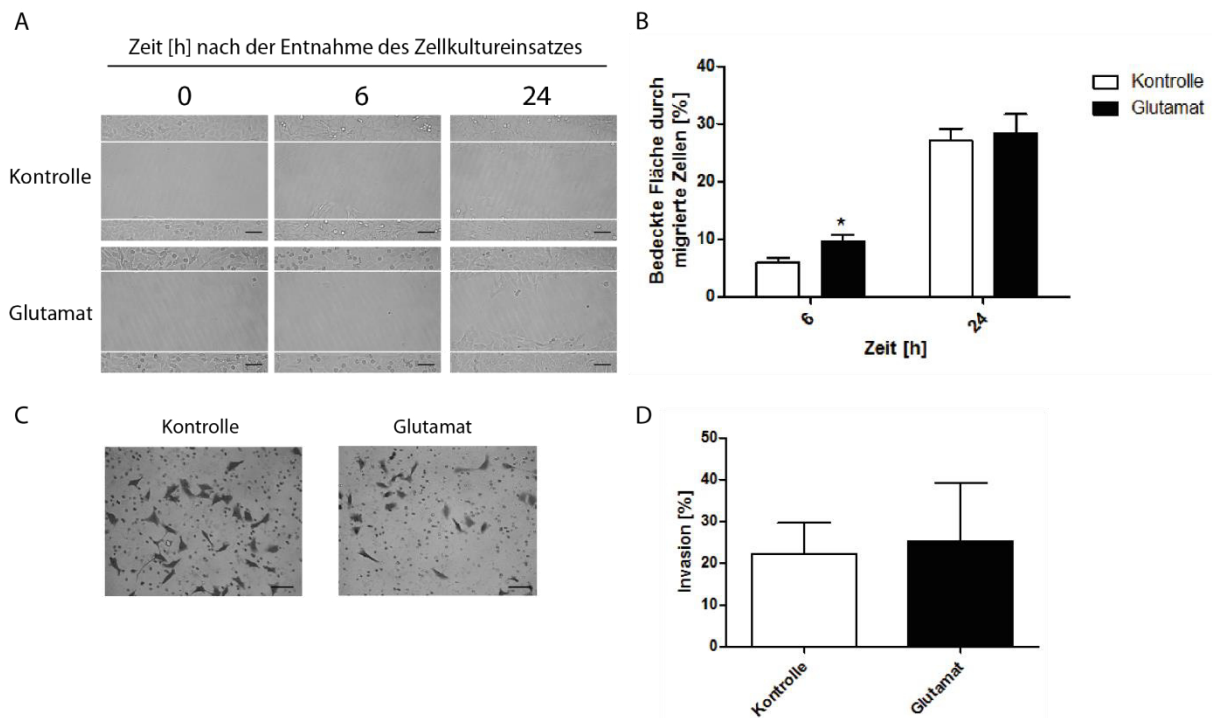 A
Zeit [h] nach der Entnahme des Zellkultureinsatzes
0 6 24
Kontrolle
Glutamat
B
Bedeckte Fläche durch
migrierte Zellen [%]
40
30
20
10
0
*
6 24
Zeit [h]
Kontrolle
Glutamat
C
Kontrolle Glutamat
D
Invasion [%]
50
40
30
20
10
0
Kontrolle Glutamat